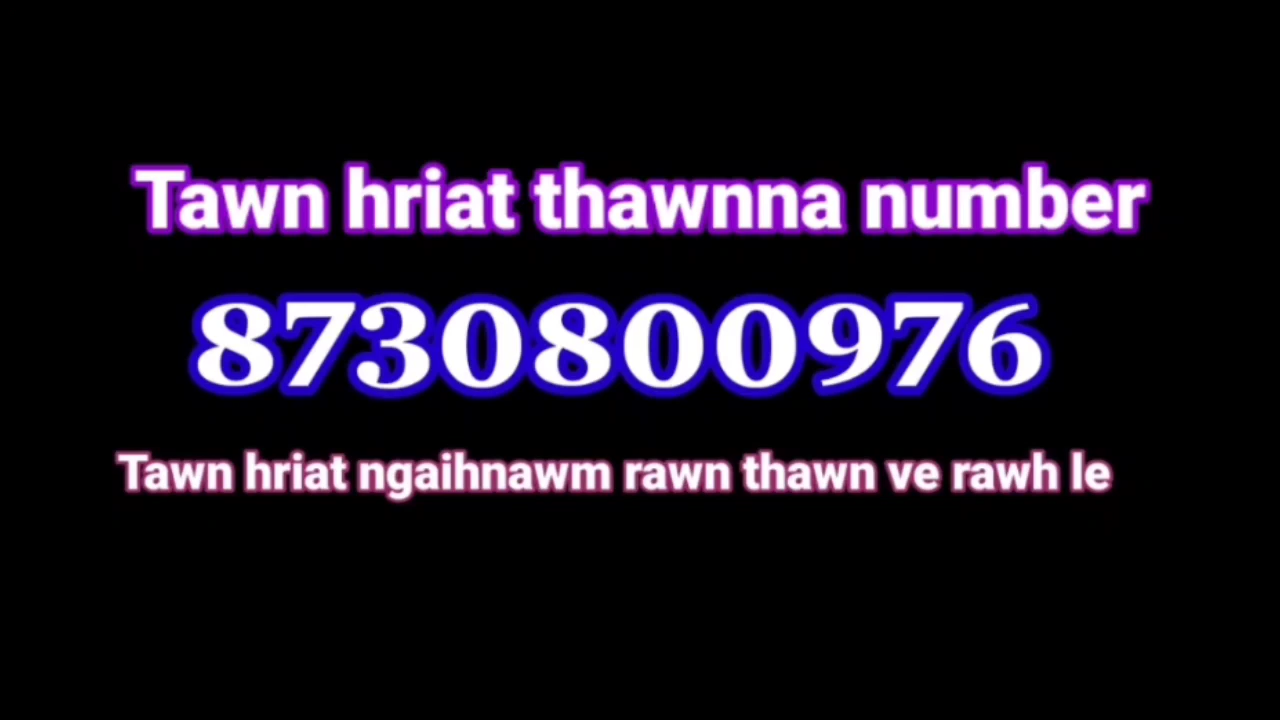 Tawn hriat thawnna number
8730800976
Tawn hriat ngaihnawm rawn thawn ve rawh le